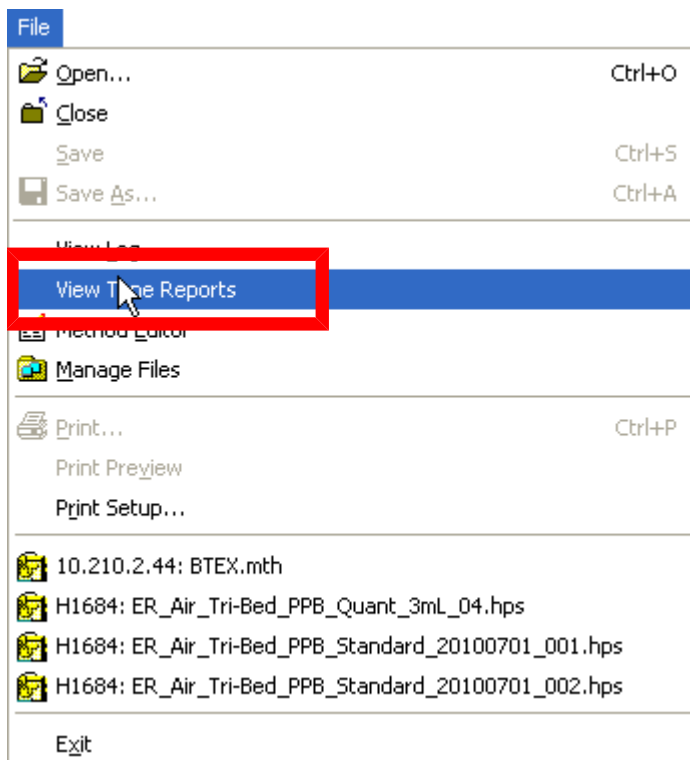 File
Open... Ctrl+O
Close
Save Ctrl+S
Save As... Ctrl+A
View Log
View Tune Reports
Method Editor
Manage Files
Print... Ctrl+P
Print Preview
Print Setup...
10.210.2.44: BTEX.mth
H1684: ER_Air_Tri-Bed_PPB_Quant_3mL_04.hps
H1684: ER_Air_Tri-Bed_PPB_Standard_20100701_001.hps
H1684: ER_Air_Tri-Bed_PPB_Standard_20100701_002.hps
Exit